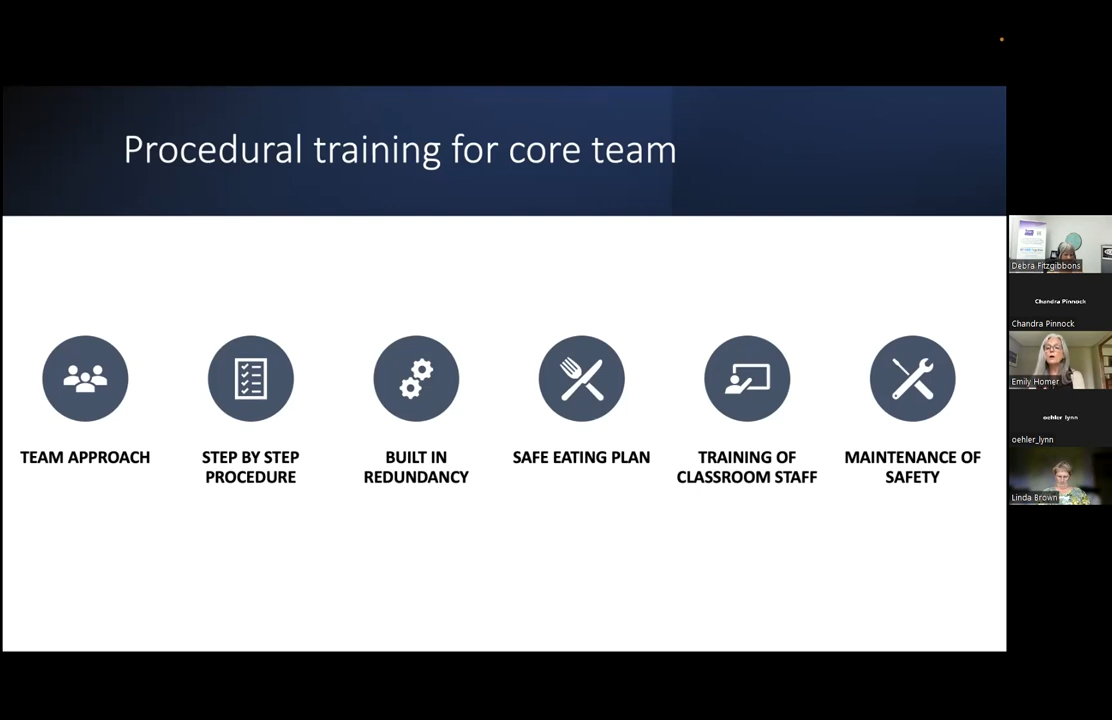 Procedural training for core team
TEAM APPROACH
STEP BY STEP
PROCEDURE
BUILT IN
REDUNDANCY
SAFE EATING PLAN
TRAINING OF
CLASSROOM STAFF
MAINTENANCE OF
SAFETY
Debra Fitzgibbons
Chandra Pinnock
Chandra Pinnock
Emily Homer
oehler_lynn
oehler_lynn
Linda Brown